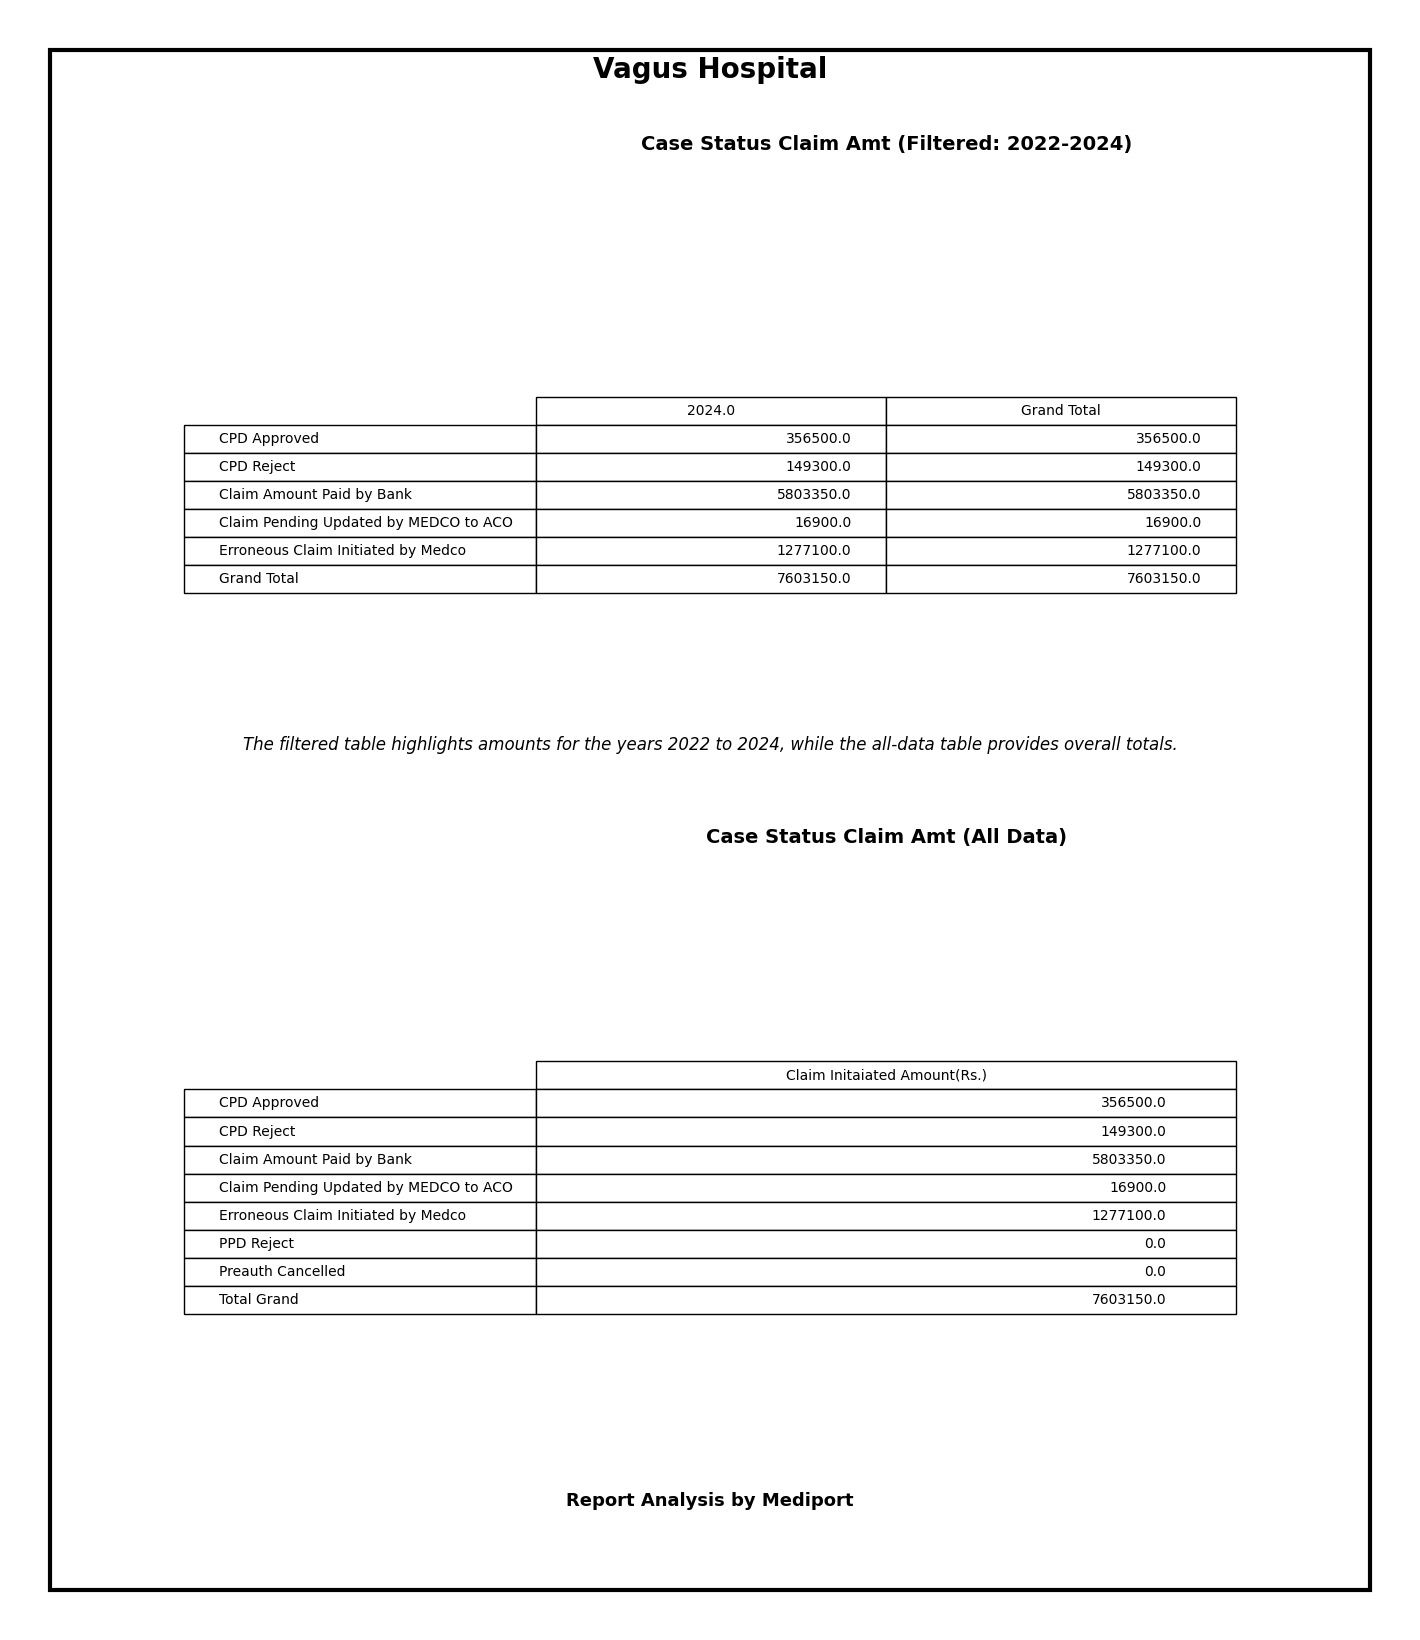 Vagus Hospital
Case Status Claim Amt (Filtered: 2022-2024)
2024.0 Grand Total
CPD Approved 356500.0 356500.0
CPD Reject 149300.0 149300.0
Claim Amount Paid by Bank 5803350.0 5803350.0
Claim Pending Updated by MEDCO to ACO 16900.0 16900.0
Erroneous Claim Initiated by Medco 1277100.0 1277100.0
Grand Total 7603150.0 7603150.0
The filtered table highlights amounts for the years 2022 to 2024, while the all-data table provides overall totals.
Case Status Claim Amt (All Data)
Claim Initaiated Amount(Rs.)
CPD Approved 356500.0
CPD Reject 149300.0
Claim Amount Paid by Bank 5803350.0
Claim Pending Updated by MEDCO to ACO 16900.0
Erroneous Claim Initiated by Medco 1277100.0
PPD Reject 0.0
Preauth Cancelled 0.0
Total Grand 7603150.0
Report Analysis by Mediport